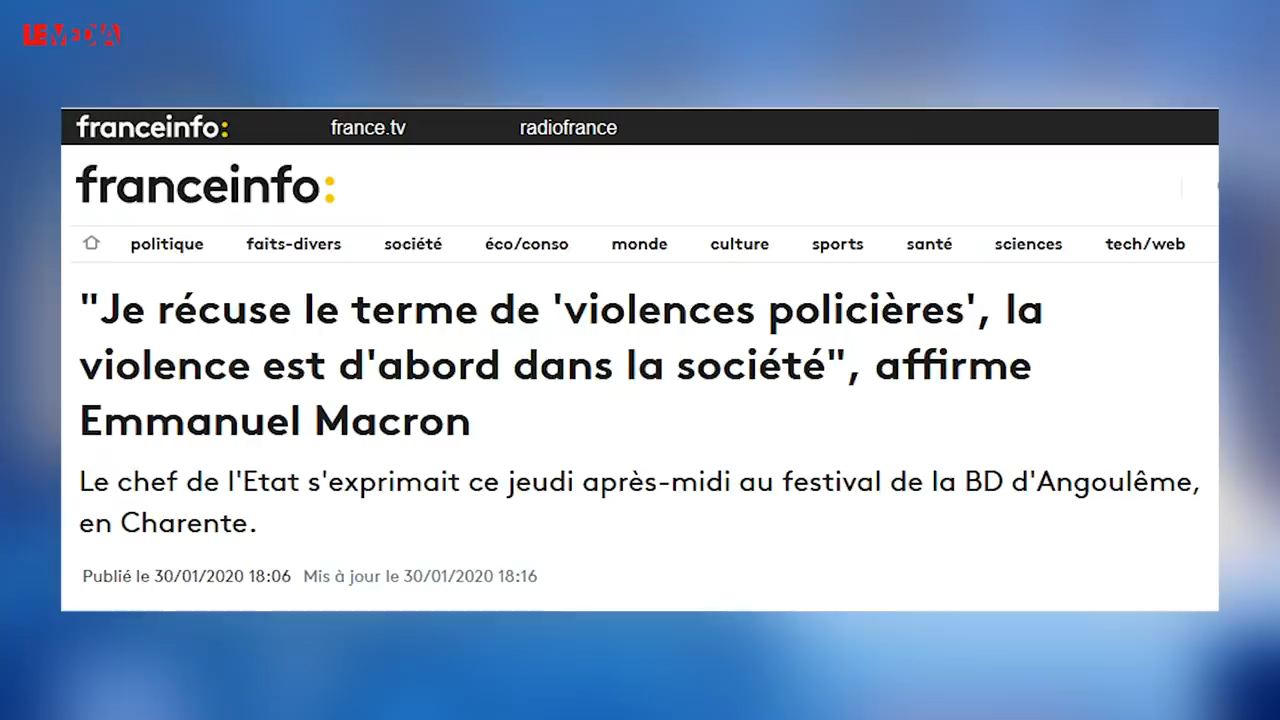 LEMEDIA
franceinfo: france.tv radiofrance
franceinfo:
politique faits-divers société éco/conso monde culture sports santé sciences tech/web
"Je récuse le terme de 'violences policières', la
violence est d'abord dans la société", affirme
Emmanuel Macron
Le chef de l'Etat s'exprimait ce jeudi après-midi au festival de la BD d'Angoulême,
en Charente.
Publié le 30/01/2020 18:06 Mis à jour le 30/01/2020 18:16